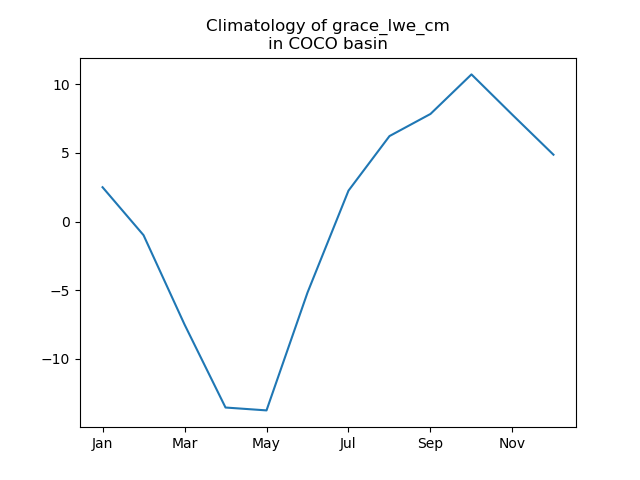 Climatology of grace_lwe_cm
in COCO basin
10
5
0
−5
−10
Jan
Mar
May
Jul
Sep
Nov